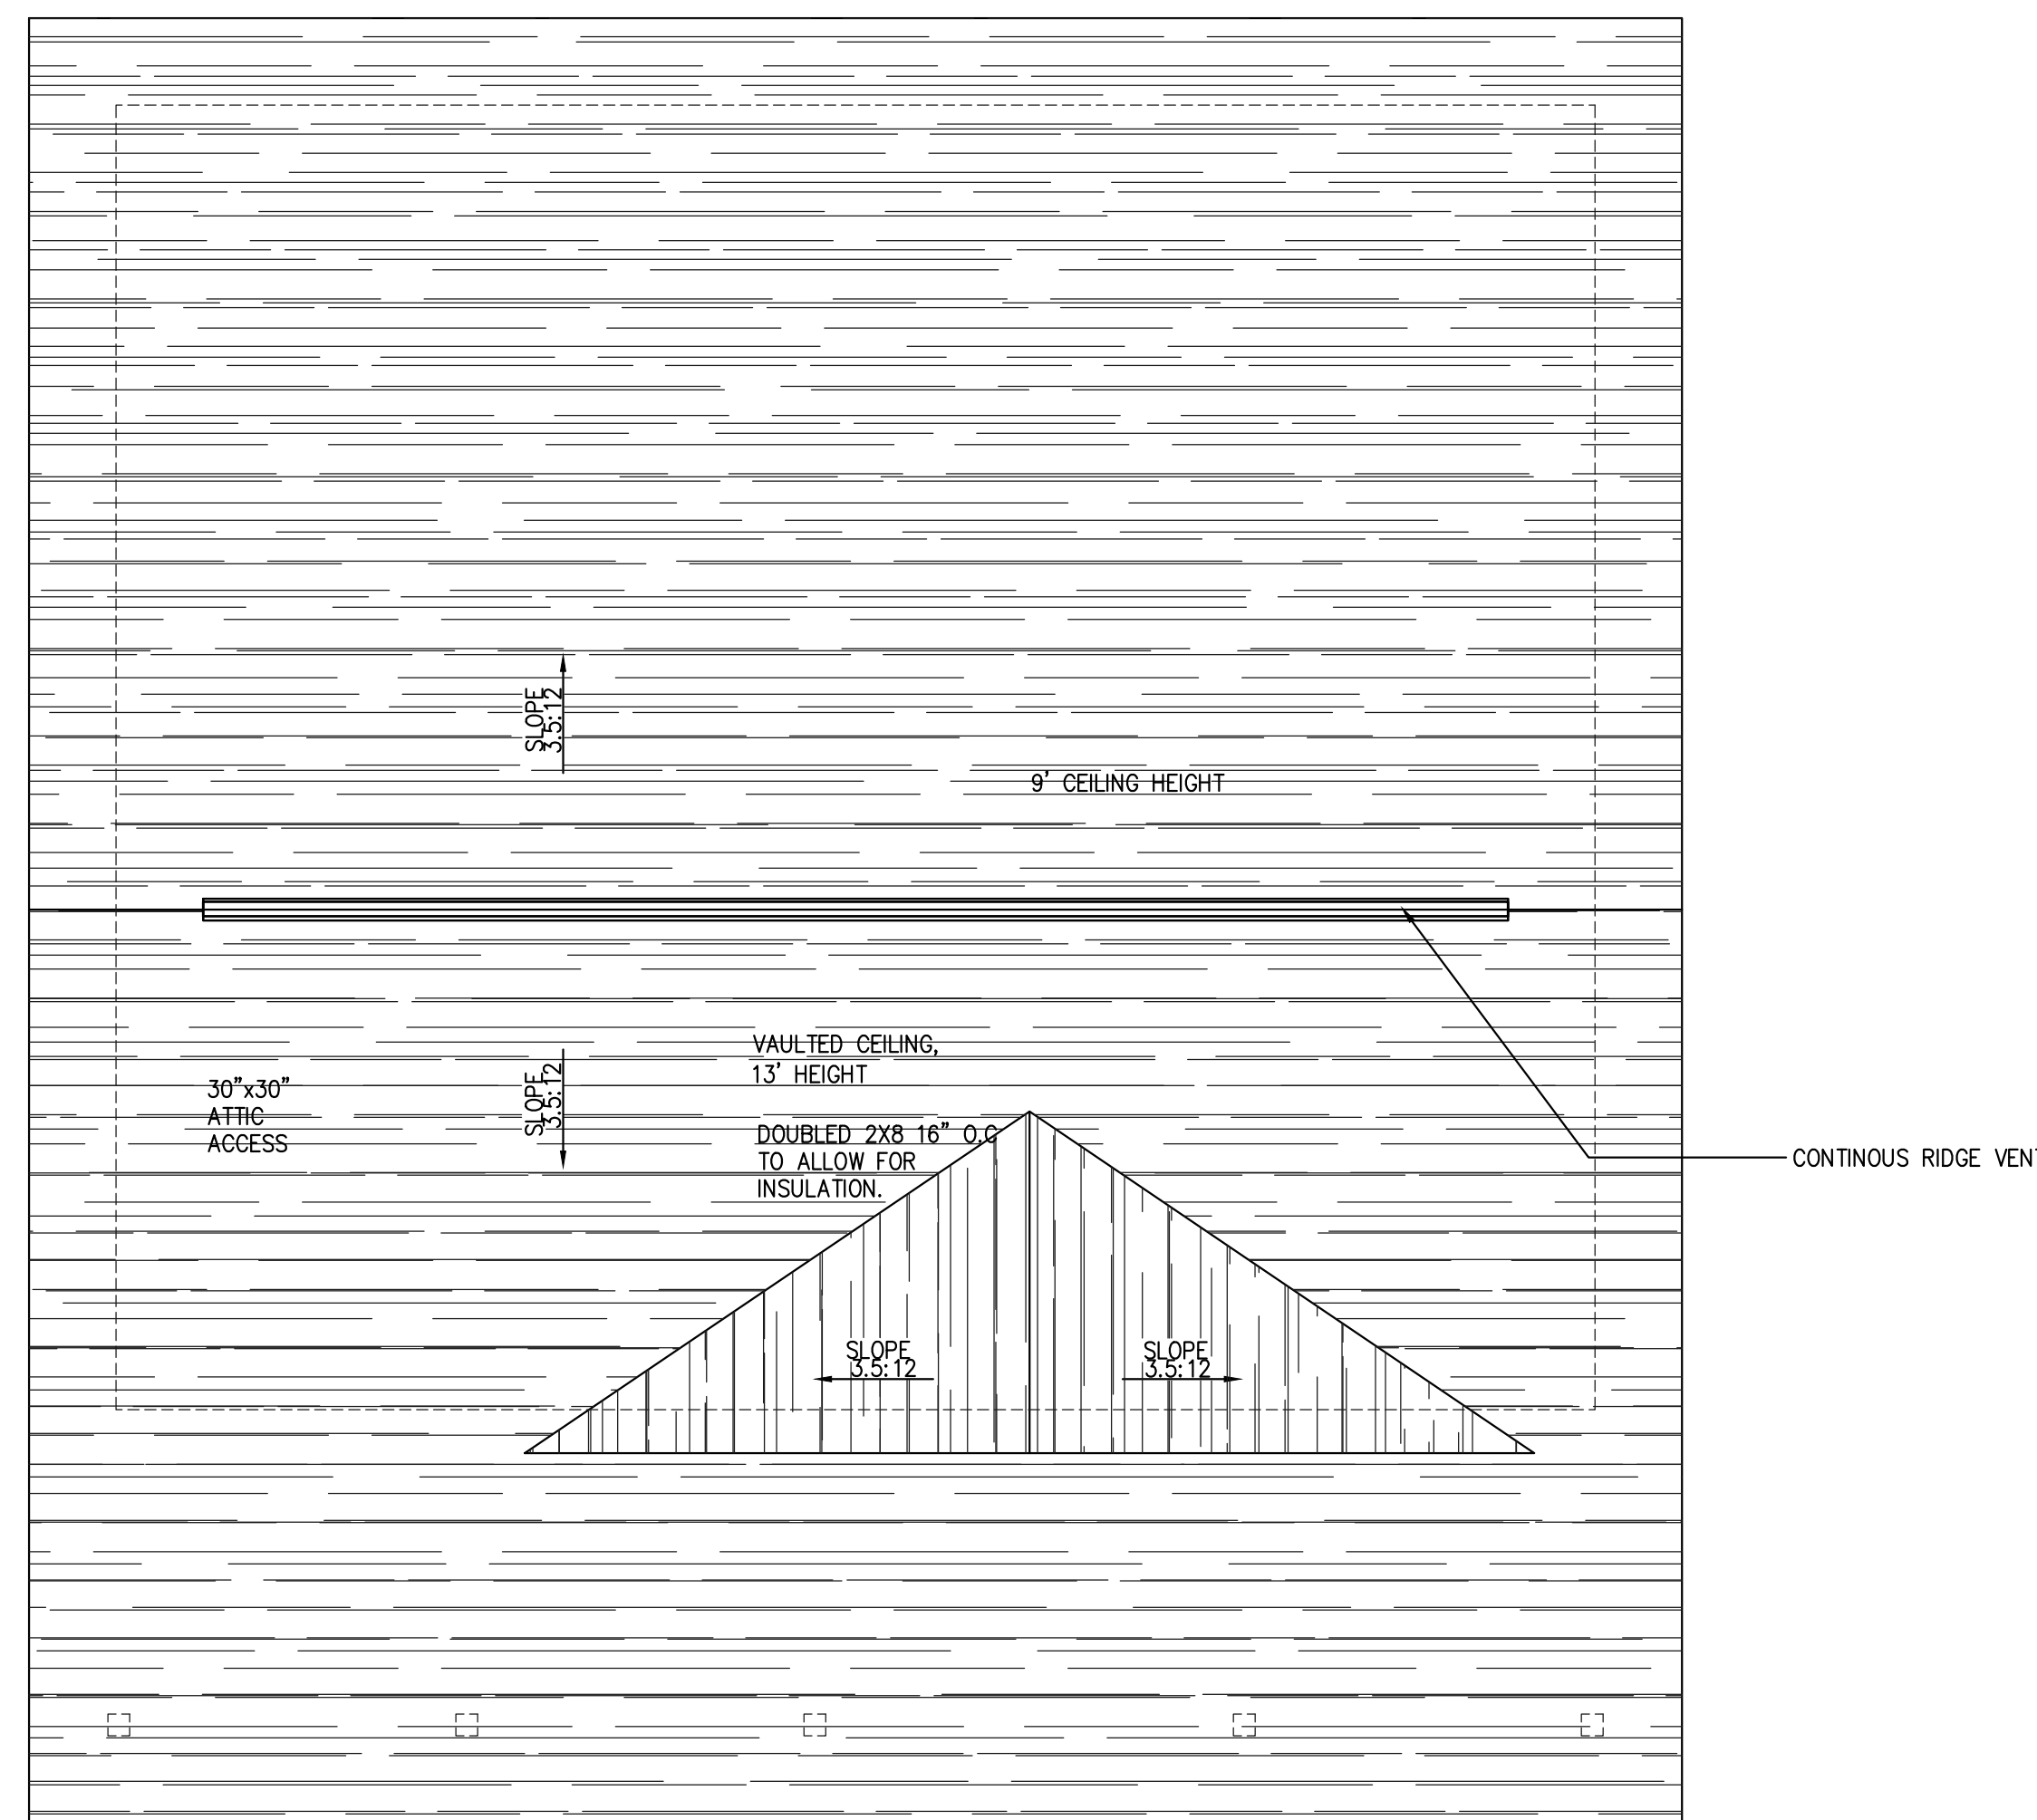 SLOPE
3.5:12
9' CEILING HEIGHT
VAULTED CEILING,
13' HEIGHT
30"x30"
ATTIC
ACCESS
SLOPE
3.5:12
DOUBLED 2X8 16" O.C
TO ALLOW FOR
INSULATION.
CONTINOUS RIDGE VENT
SLOPE
3.5:12
SLOPE
3.5:12